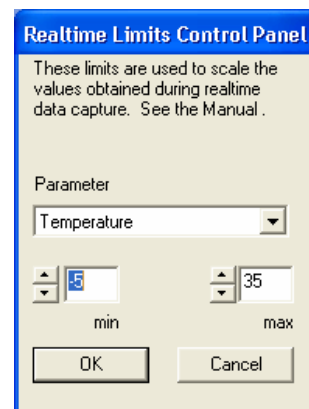 Realtime Limits Control Panel
These limits are used to scale the
values obtained during realtime
data capture. See the Manual .
Parameter
Temperature
-5 35
min max
OK Cancel